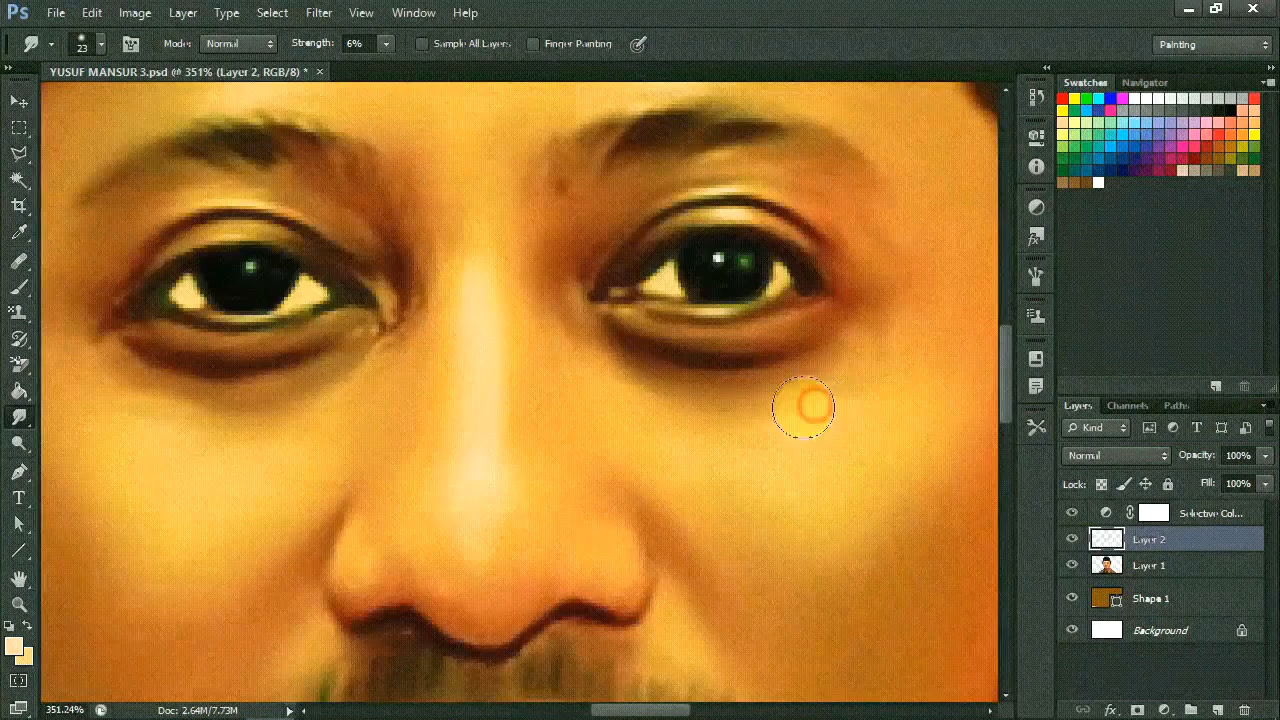 Ps File Edit Image Layer Type Select Filter View Window Help
23 Mode: Normal Strength: 6% Sample All Layers Finger Painting Painting
YUSUF MANSUR 3.psd @ 351% (Layer 2, RGB/8) * ×
Swatches Navigator
Layers Channels Paths
Kind
Normal Opacity: 100%
Lock: Fill: 100%
Selective Col...
Layer 2
Layer 1
Shape 1
Background
351.24% Doc: 2.64M/7.73M